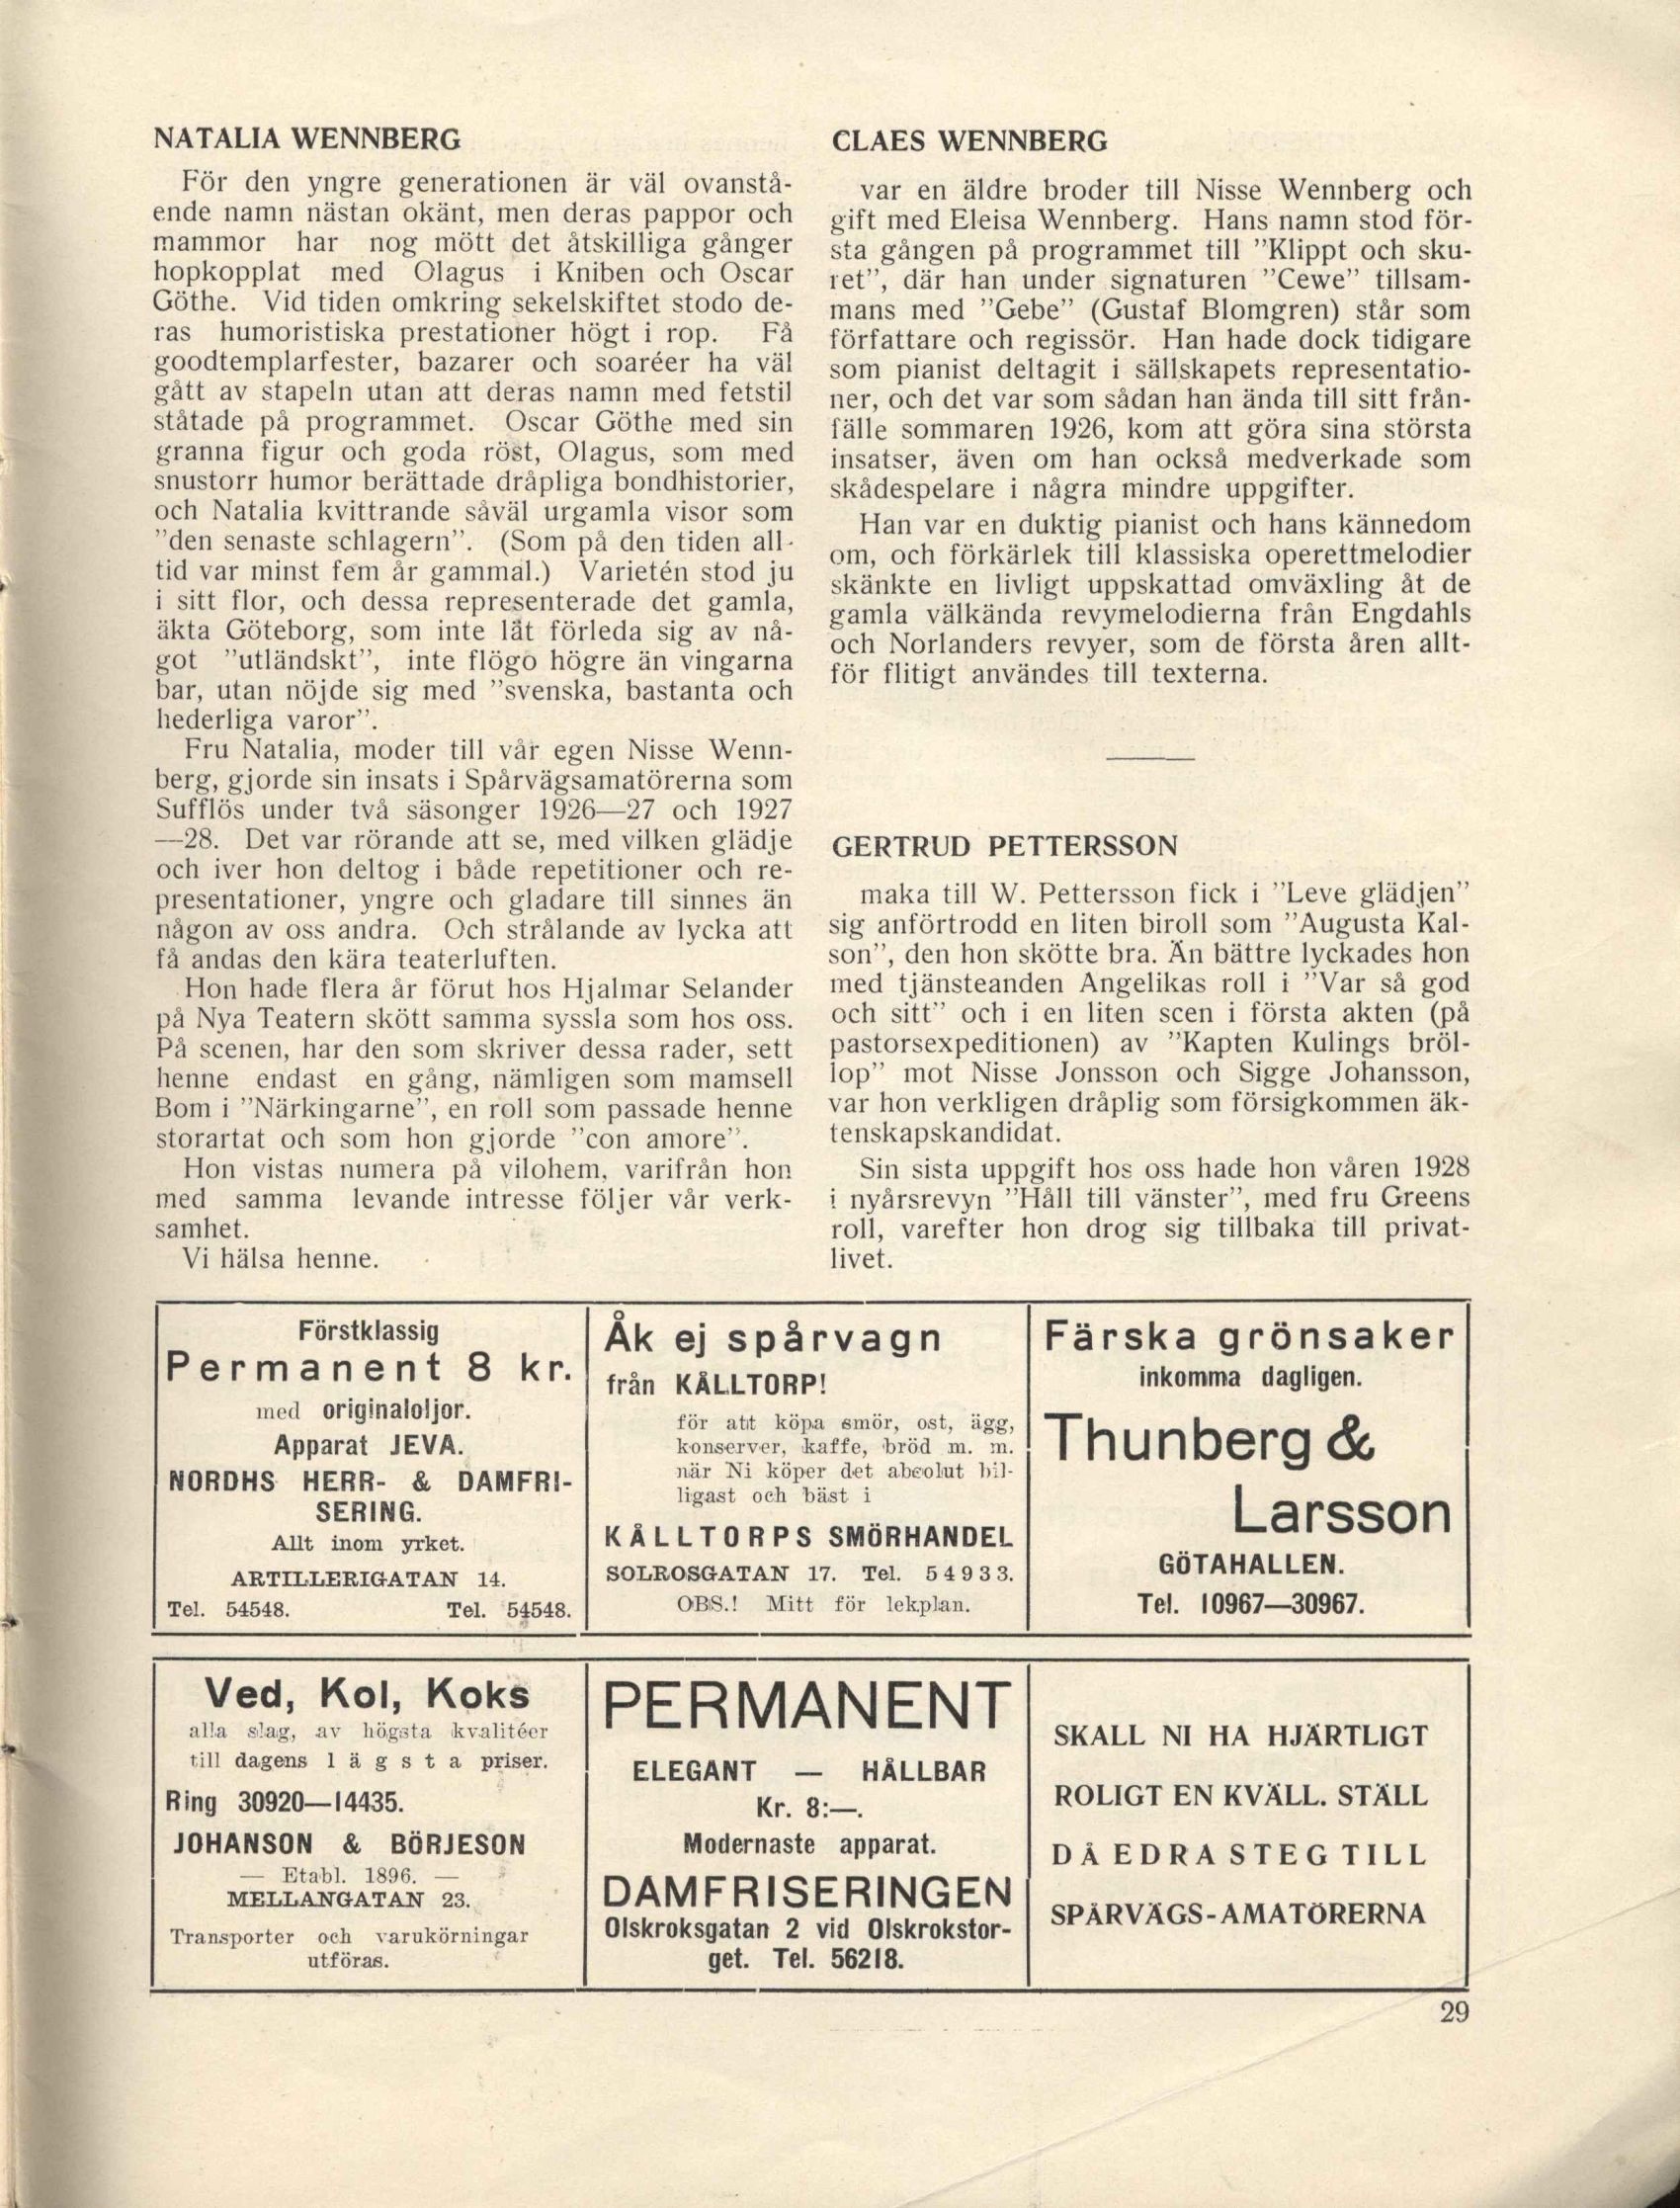 NATALIA WENNBERG
För den yngre generationen är väl ovanstå-
ende namn nästan okänt, men deras pappor och
mammor har nog mött det åtskilliga gånger
hopkopplat med Olagus i Kniben och Oscar
Göthe. Vid tiden omkring sekelskiftet stodo de-
ras humoristiska prestationer högt i rop. Få
goodtemplarfester, bazarer och soaréer ha väl
gått av stapeln utan att deras namn med fetstil
ståtade på programmet. Oscar Göthe med sin
granna figur och goda röst, Olagus, som med
snustorr humor berättade dråpliga bondhistorier,
och Natalia kvittrande såväl urgamla visor som
"den senaste schlagern". (Som på den tiden all-
tid var minst fem år gammal.) Varietén stod ju
i sitt flor, och dessa representerade det gamla,
äkta Göteborg, som inte låt förleda sig av nå-
got "utländskt", inte flögo högre än vingarna
bar, utan nöjde sig med "svenska, bastanta och
hederliga varor".
Fru Natalia, moder till vår egen Nisse Wenn-
berg, gjorde sin insats i Spårvägsamatörerna som
Sufflös under två säsonger 1926—27 och 1927
—28. Det var rörande att se, med vilken glädje
och iver hon deltog i både repetitioner och re-
presentationer, yngre och gladare till sinnes än
någon av oss andra. Och strålande av lycka att
få andas den kära teaterluften.
Hon hade flera år förut hos Hjalmar Selander
på Nya Teatern skött samma syssla som hos oss.
På scenen, har den som skriver dessa rader, sett
henne endast en gång, nämligen som mamsell
Bom i "Närkingarne", en roll som passade henne
storartat och som hon gjorde "con amore".
Hon vistas numera på vilohem, varifrån hon
med samma levande intresse följer vår verk-
samhet.
Vi hälsa henne.
CLAES WENNBERG
var en äldre broder till Nisse Wennberg och
gift med Eleisa Wennberg. Hans namn stod för-
sta gången på programmet till "Klippt och sku-
ret", där han under signaturen "Cewe" tillsam-
mans med "Gebe" (Gustaf Blomgren) står som
författare och regissör. Han hade dock tidigare
som pianist deltagit i sällskapets representatio-
ner, och det var som sådan han ända till sitt från-
fälle sommaren 1926, kom att göra sina största
insatser, även om han också medverkade som
skådespelare i några mindre uppgifter.
Han var en duktig pianist och hans kännedom
om, och förkärlek till klassiska operettmelodier
skänkte en livligt uppskattad omväxling åt de
gamla välkända revymelodierna från Engdahls
och Norlanders revyer, som de första åren allt-
för flitigt användes till texterna.
GERTRUD PETTERSSON
maka till W. Pettersson fick i "Leve glädjen"
sig anförtrodd en liten biroll som "Augusta Kal-
son", den hon skötte bra. Än bättre lyckades hon
med tjänsteanden Angelikas roll i "Var så god
och sitt" och i en liten scen i första akten (på
pastorsexpeditionen) av "Kapten Kulings bröl-
lop" mot Nisse Jonsson och Sigge Johansson,
var hon verkligen dråplig som försigkommen äk-
tenskapskandidat.
Sin sista uppgift hos oss hade hon våren 1928
i nyårsrevyn "Håll till vänster", med fru Greens
roll, varefter hon drog sig tillbaka till privat-
livet.
Förstklassig
Permanent 8 kr.
med originaloljor.
Apparat JEVA.
NORDHS HERR- & DAMFRI-
SERING.
Allt inom yrket.
ARTILLERIGATAN 14.
Tel. 54548. Tel. 54548.
Åk ej spårvagn
från KÅLLTORP!
för att köpa smör, ost, ägg,
konserver, kaffe, bröd m. m.
när Ni köper det absolut bil-
ligast och bäst i
KÅLLTORPS SMÖRHANDEL
SOLROSGATAN 17. Tel. 54933.
OBS.! Mitt för lekplan.
Färska grönsaker
inkomma dagligen.
Thunberg &
Larsson
GÖTAHALLEN.
Tel. 10967—30967.
Ved, Kol, Koks
alla slag, av högsta kvalitéer
till dagens lägsta priser.
Ring 30920—14435.
JOHANSON & BÖRJESON
— Etabl. 1896. —
MELLANGATAN 23.
Transporter och varukörningar
utföras.
PERMANENT
ELEGANT — HÅLLBAR
Kr. 8:—.
Modernaste apparat.
DAMFRISERINGEN
Olskroksgatan 2 vid Olskrokstor-
get. Tel. 56218.
SKALL NI HA HJÄRTLIGT
ROLIGT EN KVÄLL. STÄLL
DÅ EDRA STEG TILL
SPÅRVÄGS-AMATÖRERNA
29